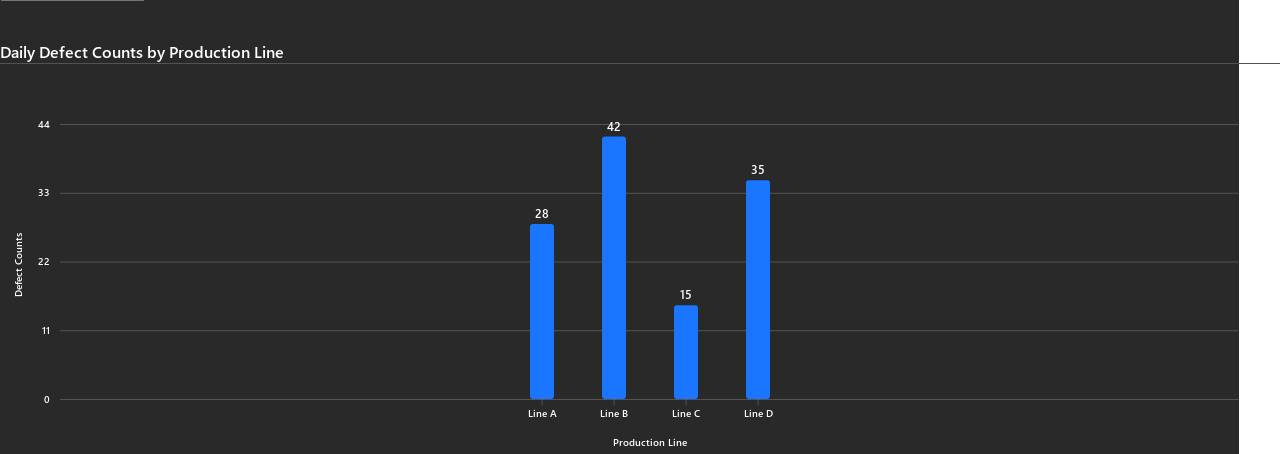 Daily Defect Counts by Production Line
44
42
35
33
28
22
15
11
0
Defect Counts
Line A Line B Line C Line D
Production Line